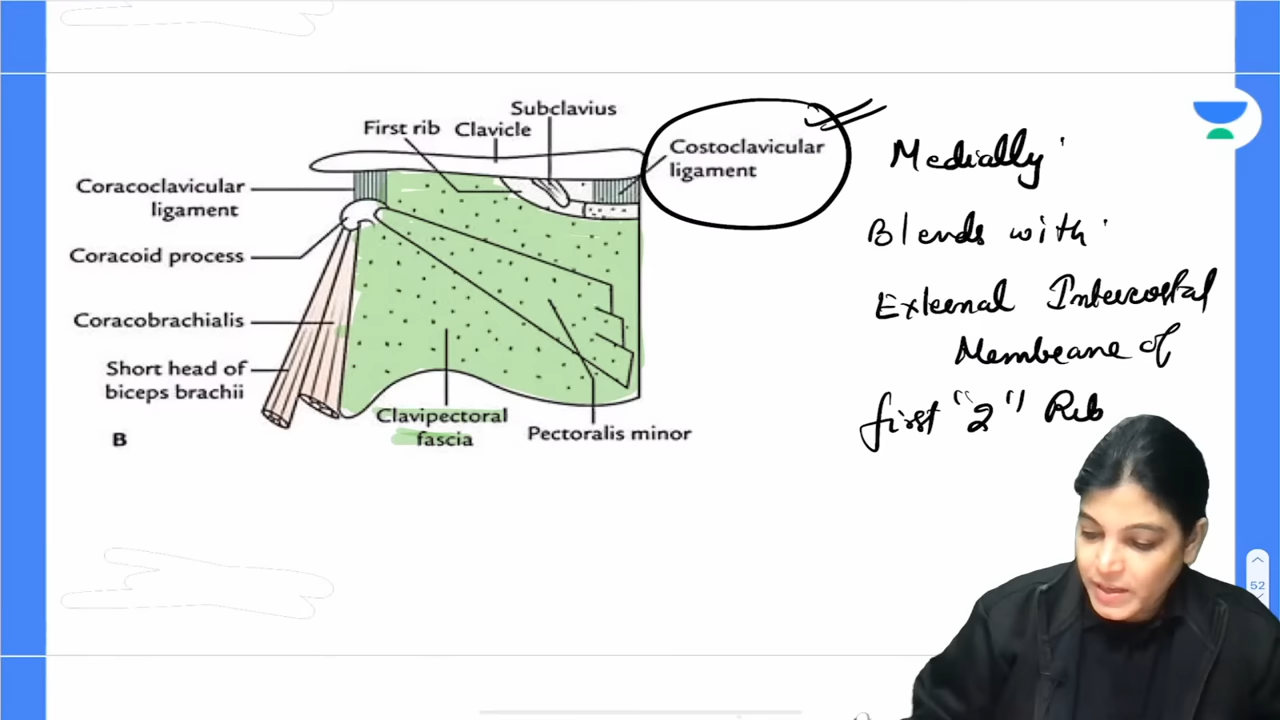 Subclavius
First rib
Clavicle
Costoclavicular
ligament
Coracoclavicular
ligament
Coracoid process
Coracobrachialis
Short head of
biceps brachii
Clavipectoral
fascia
Pectoralis minor
B
Medially
Blends with
External Intercostal
Membrane of
first "2" Rib
52